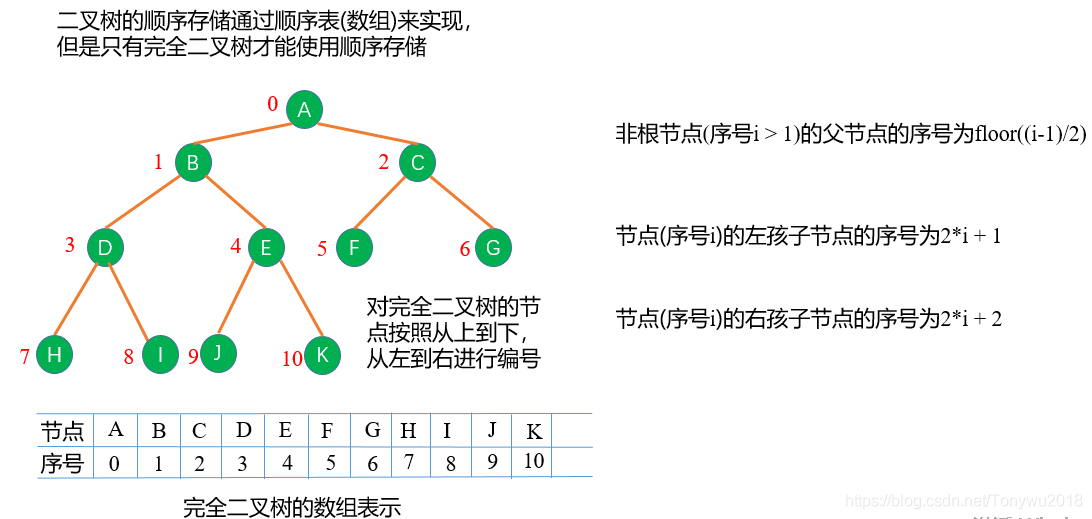 二叉树的顺序存储通过顺序表(数组)来实现，
但是只有完全二叉树才能使用顺序存储
0 A
非根节点(序号i > 1)的父节点的序号为floor((i-1)/2)
1 B 2 C
节点(序号i)的左孩子节点的序号为2*i + 1
3 D 4 E 5 F 6 G
节点(序号i)的右孩子节点的序号为2*i + 2
对完全二叉树的节
点按照从上到下，
从左到右进行编号
7 H 8 I 9 J 10 K
节点 A B C D E F G H I J K
序号 0 1 2 3 4 5 6 7 8 9 10
完全二叉树的数组表示
https://blog.csdn.net/Tonywu2018